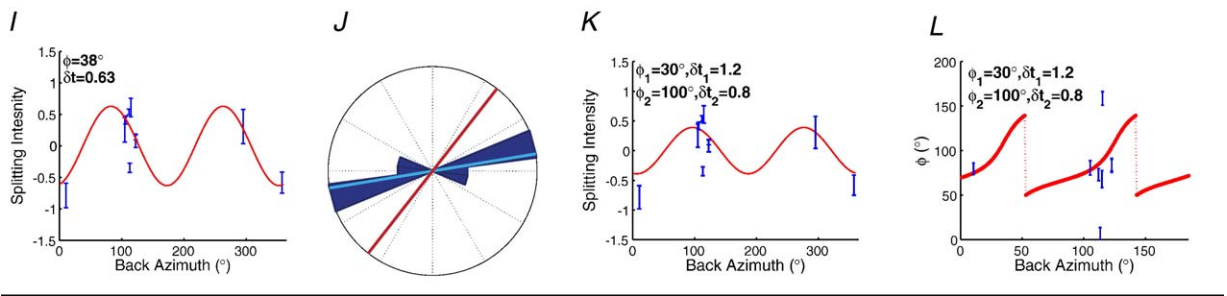 I
J
K
L
1.5
1
0.5
0
-0.5
-1
-1.5
0
100
200
300
Splitting Intesnity
Back Azimuth (°)
ϕ=38°
δt=0.63
1.5
1
0.5
0
-0.5
-1
-1.5
0
100
200
300
Splitting Intensity
Back Azimuth (°)
ϕ1=30°,δt1=1.2
ϕ2=100°,δt2=0.8
200
150
100
50
0
0
50
100
150
ϕ (°)
Back Azimuth (°)
ϕ1=30°,δt1=1.2
ϕ2=100°,δt2=0.8